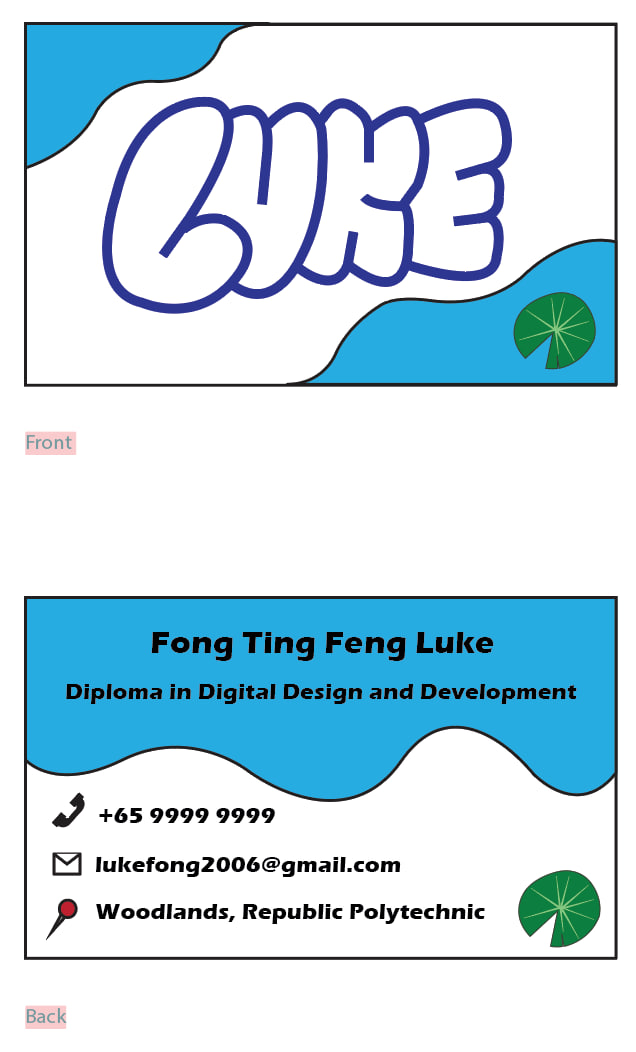 LUKE
Front
Fong Ting Feng Luke
Diploma in Digital Design and Development
+65 9999 9999
lukefong2006@gmail.com
Woodlands, Republic Polytechnic
Back